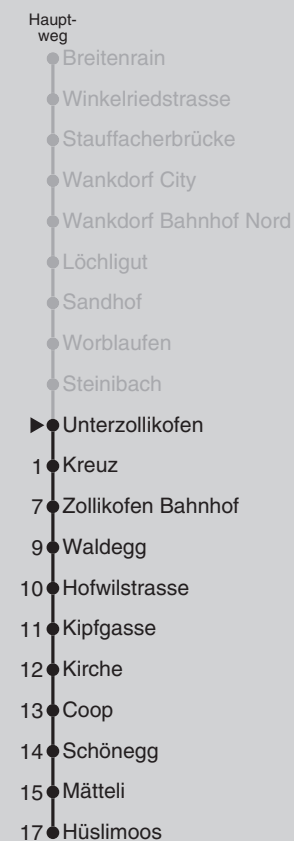 Haupt-
weg
Breitenrain
Winkelriedstrasse
Stauffacherbrücke
Wankdorf City
Wankdorf Bahnhof Nord
Löchligut
Sandhof
Worblaufen
Steinibach
Unterzollikofen
1 Kreuz
7 Zollikofen Bahnhof
9 Waldegg
10 Hofwilstrasse
11 Kipfgasse
12 Kirche
13 Coop
14 Schönegg
15 Mätteli
17 Hüslimoos